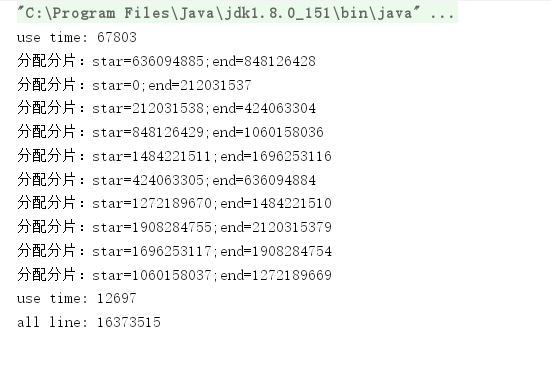 "C:\Program Files\Java\jdk1.8.0_151\bin\java" ...
use time: 67803
分配分片：star=636094885;end=848126428
分配分片：star=0;end=212031537
分配分片：star=212031538;end=424063304
分配分片：star=848126429;end=1060158036
分配分片：star=1484221511;end=1696253116
分配分片：star=424063305;end=636094884
分配分片：star=1272189670;end=1484221510
分配分片：star=1908284755;end=2120315379
分配分片：star=1696253117;end=1908284754
分配分片：star=1060158037;end=1272189669
use time: 12697
all line: 16373515